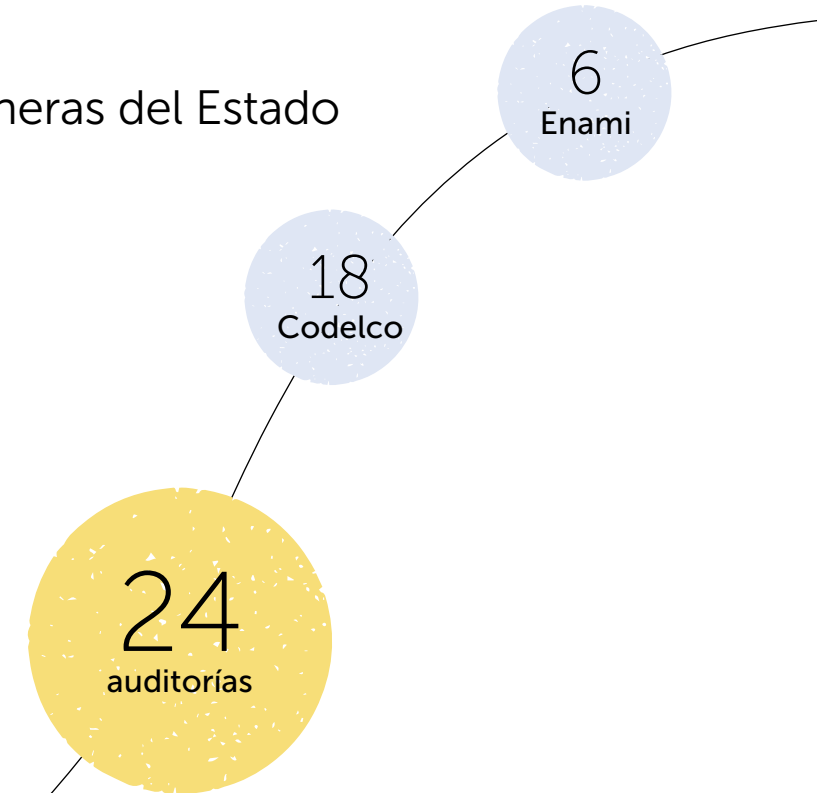 neras del Estado
6
Enami
18
Codelco
24
auditorías